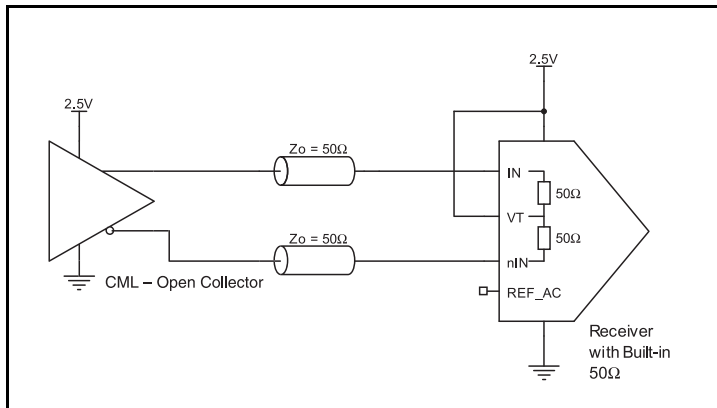 2.5V
2.5V
Zo = 50Ω
IN
50Ω
VT
50Ω
Zo = 50Ω
nIN
CML – Open Collector
REF_AC
Receiver
with Built-in
50Ω